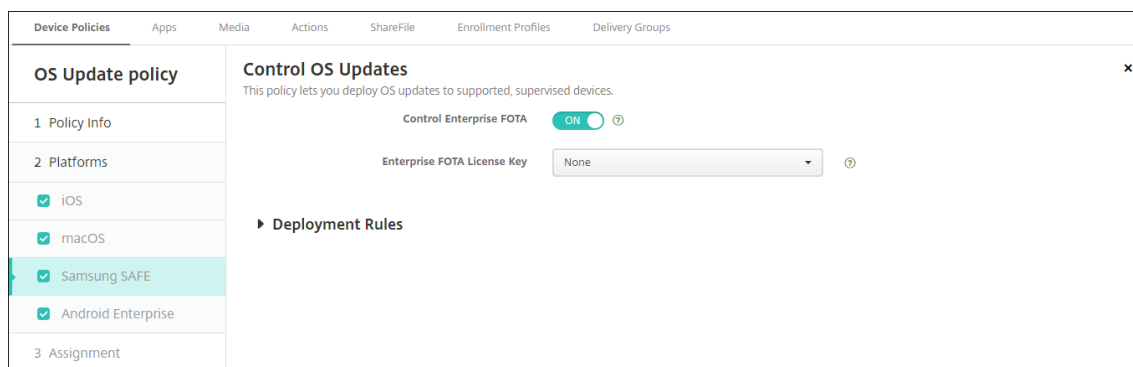 Device Policies Apps Media Actions ShareFile Enrollment Profiles Delivery Groups
OS Update policy
1 Policy Info
2 Platforms
iOS
macOS
Samsung SAFE
Android Enterprise
3 Assignment
Control OS Updates
This policy lets you deploy OS updates to supported, supervised devices.
Control Enterprise FOTA ON ?
Enterprise FOTA License Key None ?
Deployment Rules